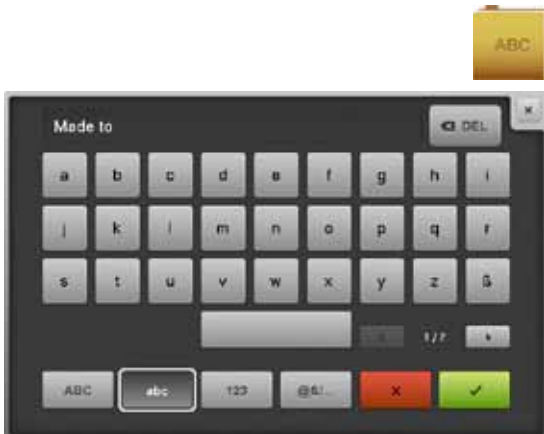 ABC
×
Made to
DEL
a b c d e f g h i
j k l m n o p q r
s t u v w x y z ß
1/7
ABC abc 123 @&!... × ✓